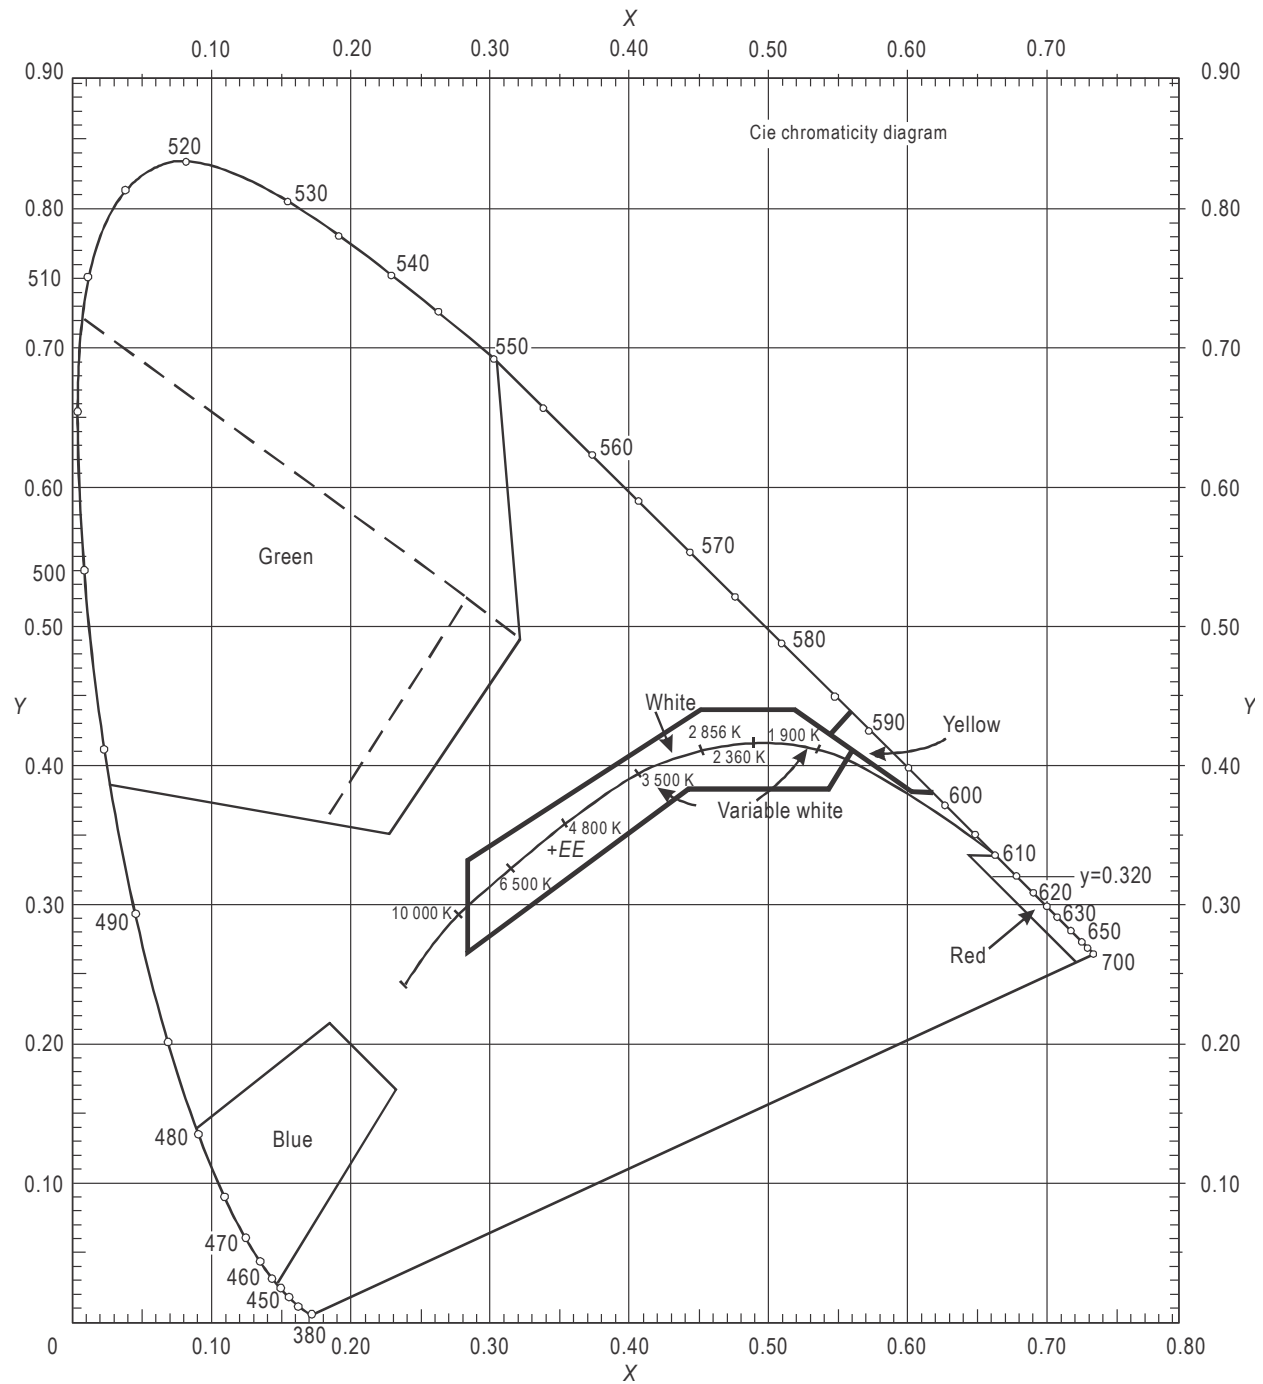 X
0.10 0.20 0.30 0.40 0.50 0.60 0.70
0.90 0.90
Cie chromaticity diagram
520
530
0.80 0.80
540
510
550
0.70 0.70
560
0.60 0.60
570
Green
500
0.50 0.50
580
Y Y
White
590
Yellow
2 856 K 1 900 K
2 360 K
0.40 0.40
3 500 K
600
Variable white
4 800 K
+EE
610
y=0.320
6 500 K
620
0.30 0.30
10 000 K
630
490
650
Red
700
0.20 0.20
480
Blue
0.10 0.10
470
460
450
380
0 0.10 0.20 0.30 0.40 0.50 0.60 0.70 0.80
X